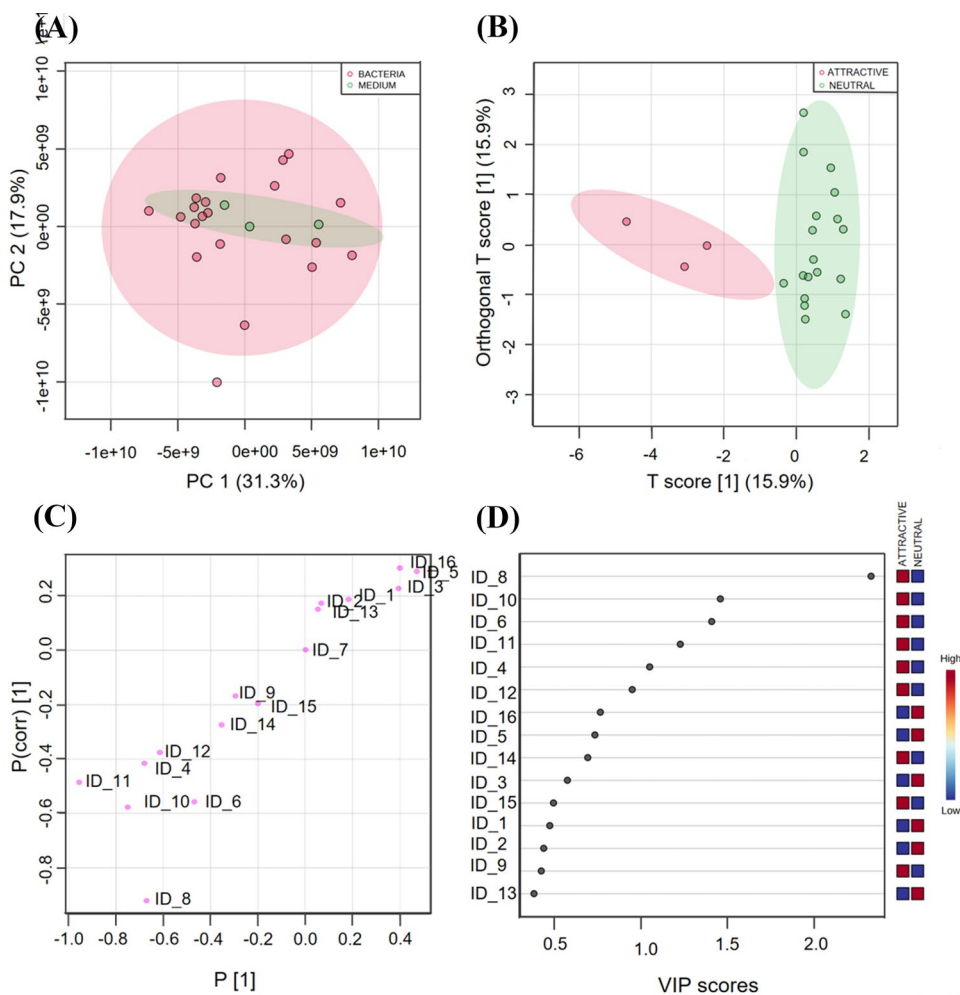 (A)
BACTERIA
MEDIUM
PC 2 (17.9%)
1e+10
5e+09
0e+00
-5e+09
-1e+10
-1e+10 -5e+09 0e+00 5e+09 1e+10
PC 1 (31.3%)
(B)
ATTRACTIVE
NEUTRAL
Orthogonal T score [1] (15.9%)
3
2
1
0
-1
-2
-3
-6 -4 -2 0 2
T score [1] (15.9%)
(C)
P(corr) [1]
0.2
0.0
-0.2
-0.4
-0.6
-0.8
ID_16
ID_5
ID_3
ID_1
ID_2
ID_13
ID_7
ID_9
ID_15
ID_14
ID_12
ID_4
ID_11
ID_10 ID_6
ID_8
-1.0 -0.8 -0.6 -0.4 -0.2 0.0 0.2 0.4
P [1]
(D)
ATTRACTIVE
NEUTRAL
ID_8
ID_10
ID_6
ID_11
ID_4
ID_12
ID_16
ID_5
ID_14
ID_3
ID_15
ID_1
ID_2
ID_9
ID_13
High
Low
0.5 1.0 1.5 2.0
VIP scores